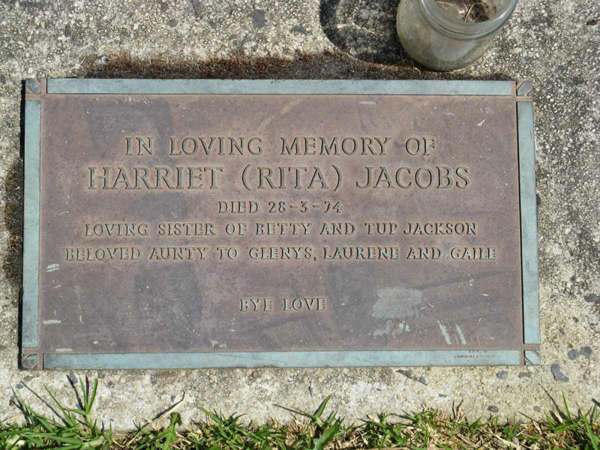 IN LOVING MEMORY OF
HARRIET (RITA) JACOBS
DIED 28-3-74
LOVING SISTER OF BETTY AND TUP JACKSON
BELOVED AUNTY TO GLENYS, LAURENE AND GAILE
BYE LOVE